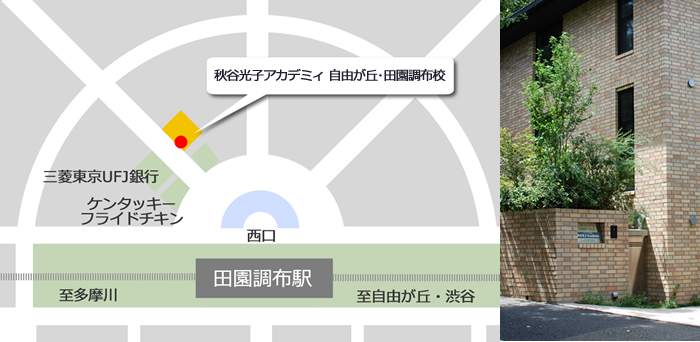 秋谷光子アカデミィ 自由が丘・田園調布校
三菱東京UFJ銀行
ケンタッキー
フライドチキン
西口
田園調布駅
至多摩川
至自由が丘・渋谷